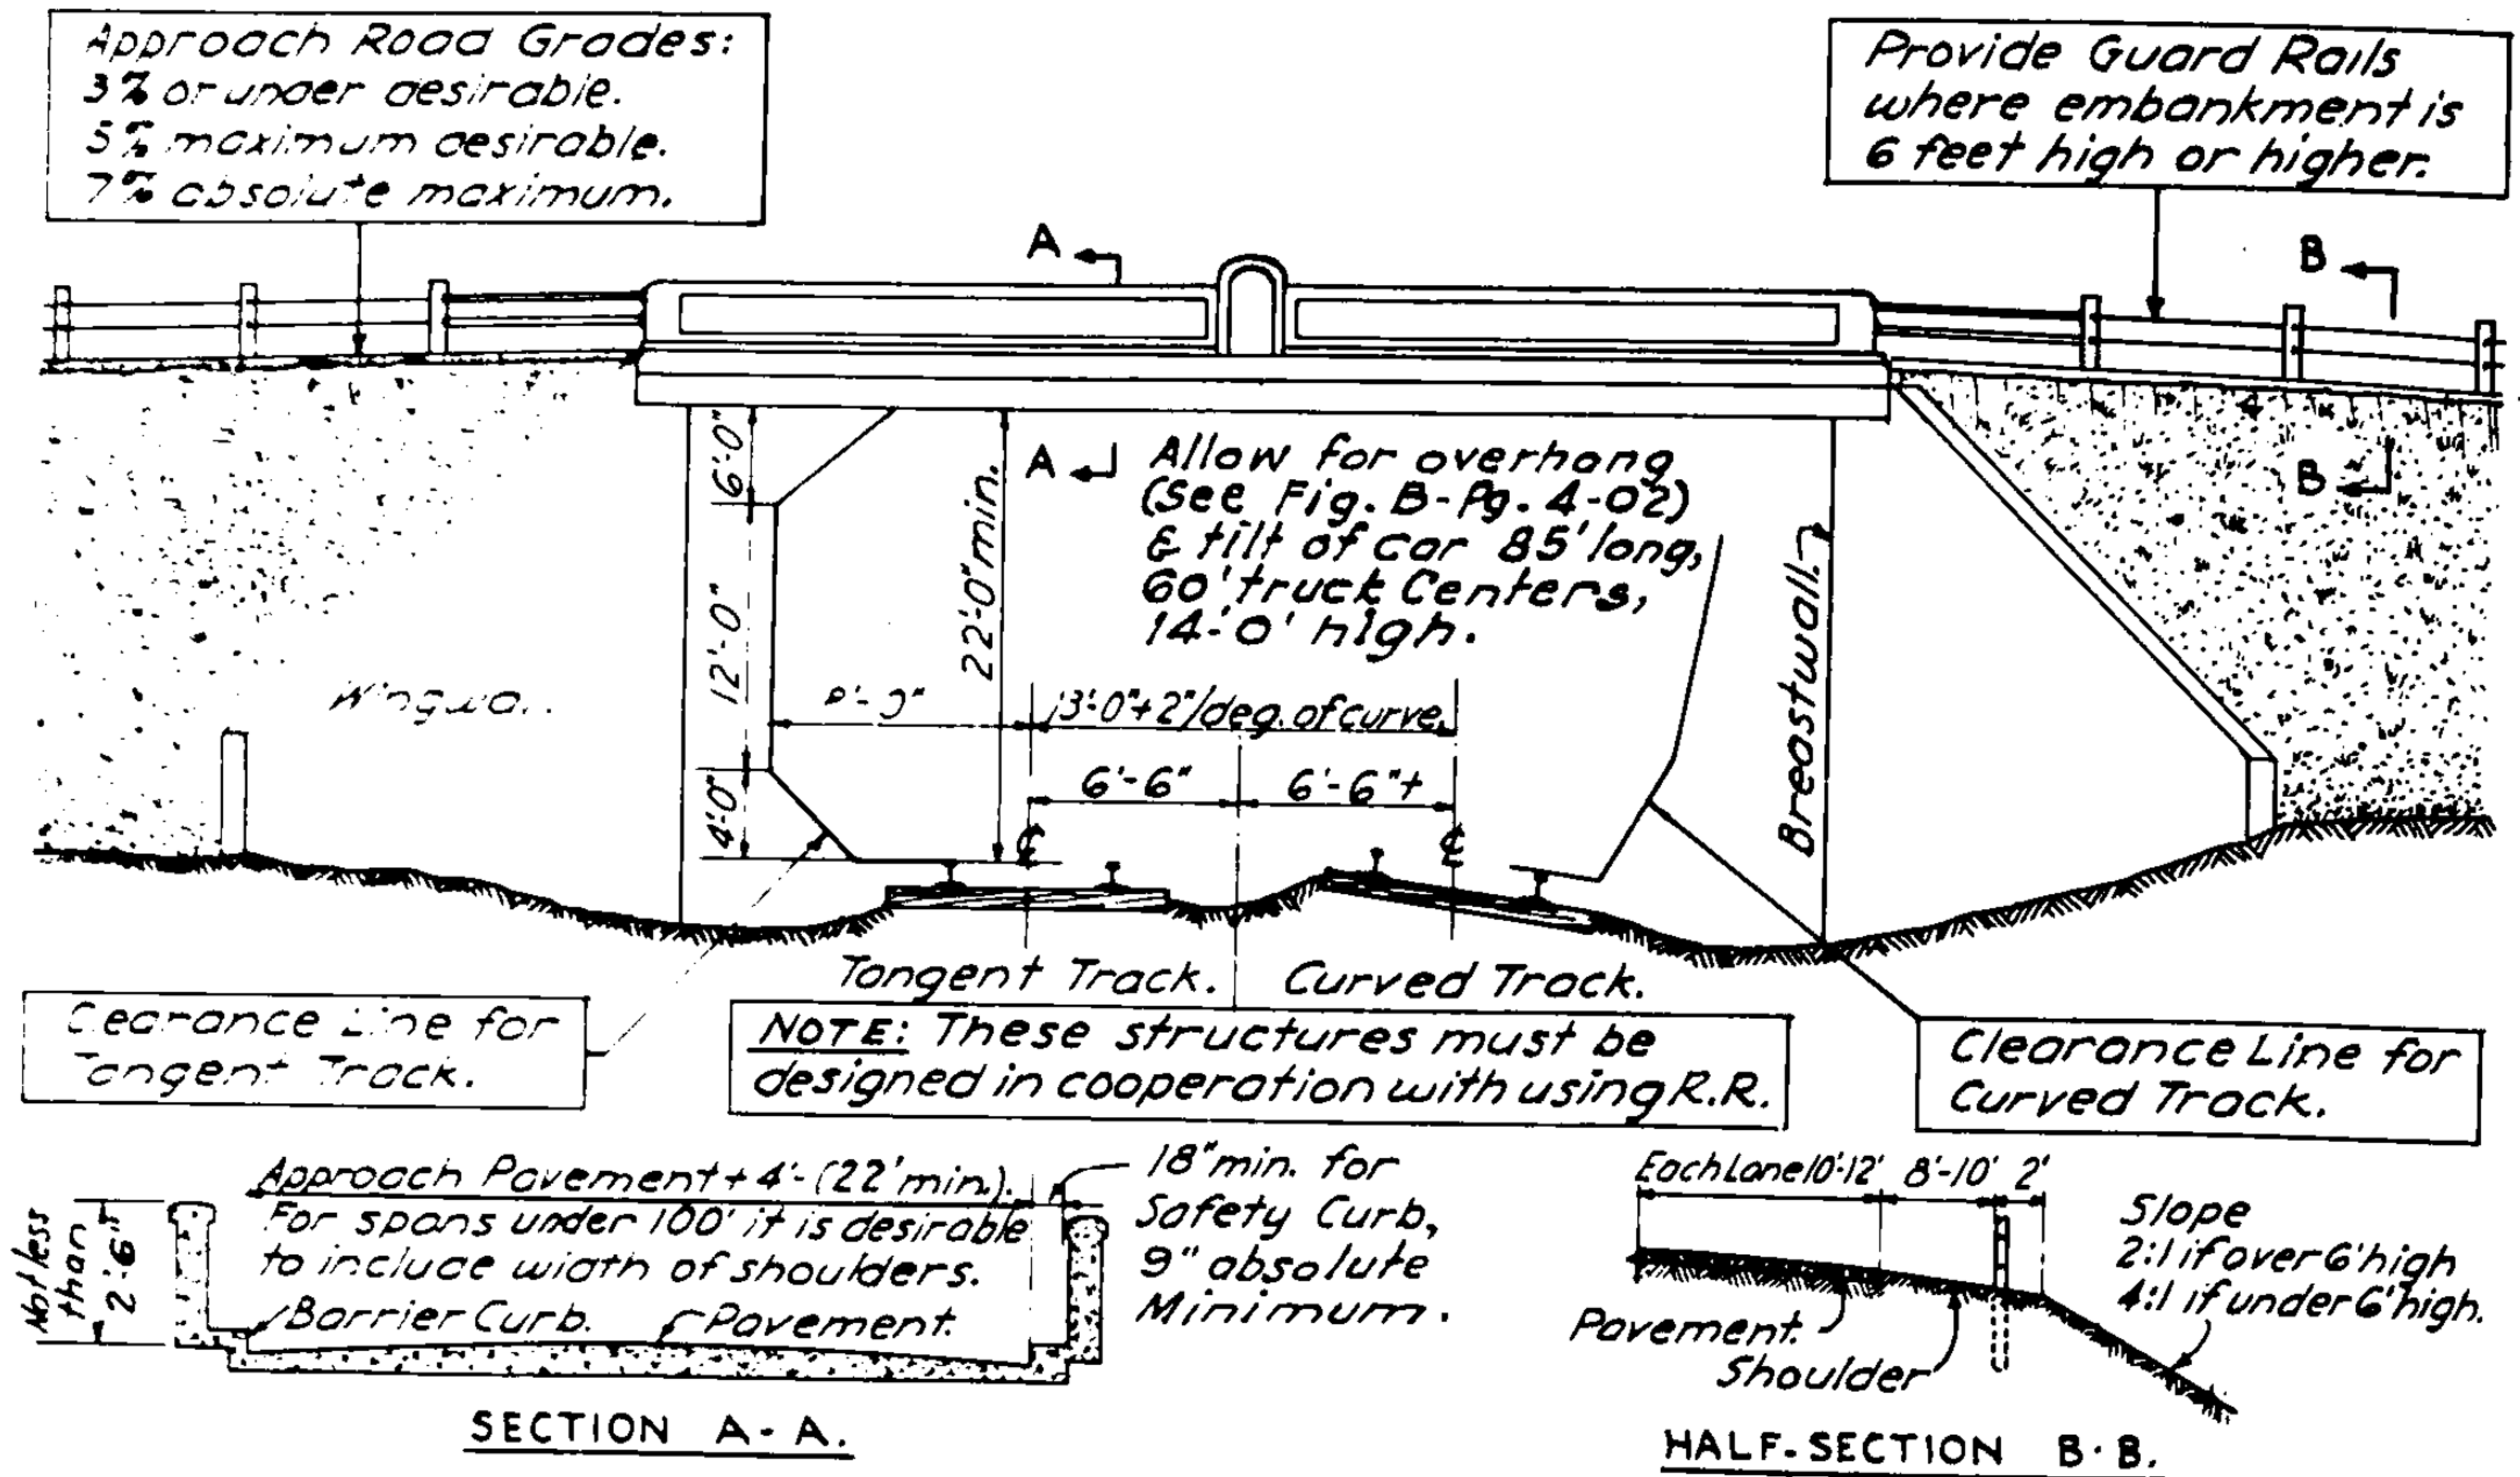 Approach Road Grades:
3% or under desirable.
5% maximum desirable.
7% absolute maximum.
Provide Guard Rails
where embankment is
6 feet high or higher.
A
B
6'-0"
22'-0" min.
A
Allow for overhang
(See Fig. B-Pg. 4-02)
& tilt of car 85' long,
60' truck Centers,
14'-0' high.
B
12'-0"
Breastwall.
13'-0"+2"/deg. of curve.
4'-0"
6'-6"
6'-6"+
℄
℄
Tangent Track.
Curved Track.
Clearance Line for
Tangent Track.
NOTE: These structures must be
designed in cooperation with using R.R.
Clearance Line for
Curved Track.
Not less
than
2'-6"
Approach Pavement + 4'-(22' min.).
For spans under 100' it is desirable
to include width of shoulders.
Barrier Curb.
Pavement.
18" min. for
Safety Curb,
9" absolute
Minimum.
SECTION A-A.
Each Lane 10'-12'
8'-10'
2'
Slope
2:1 if over 6' high
4:1 if under 6' high.
Pavement.
Shoulder
HALF-SECTION B-B.